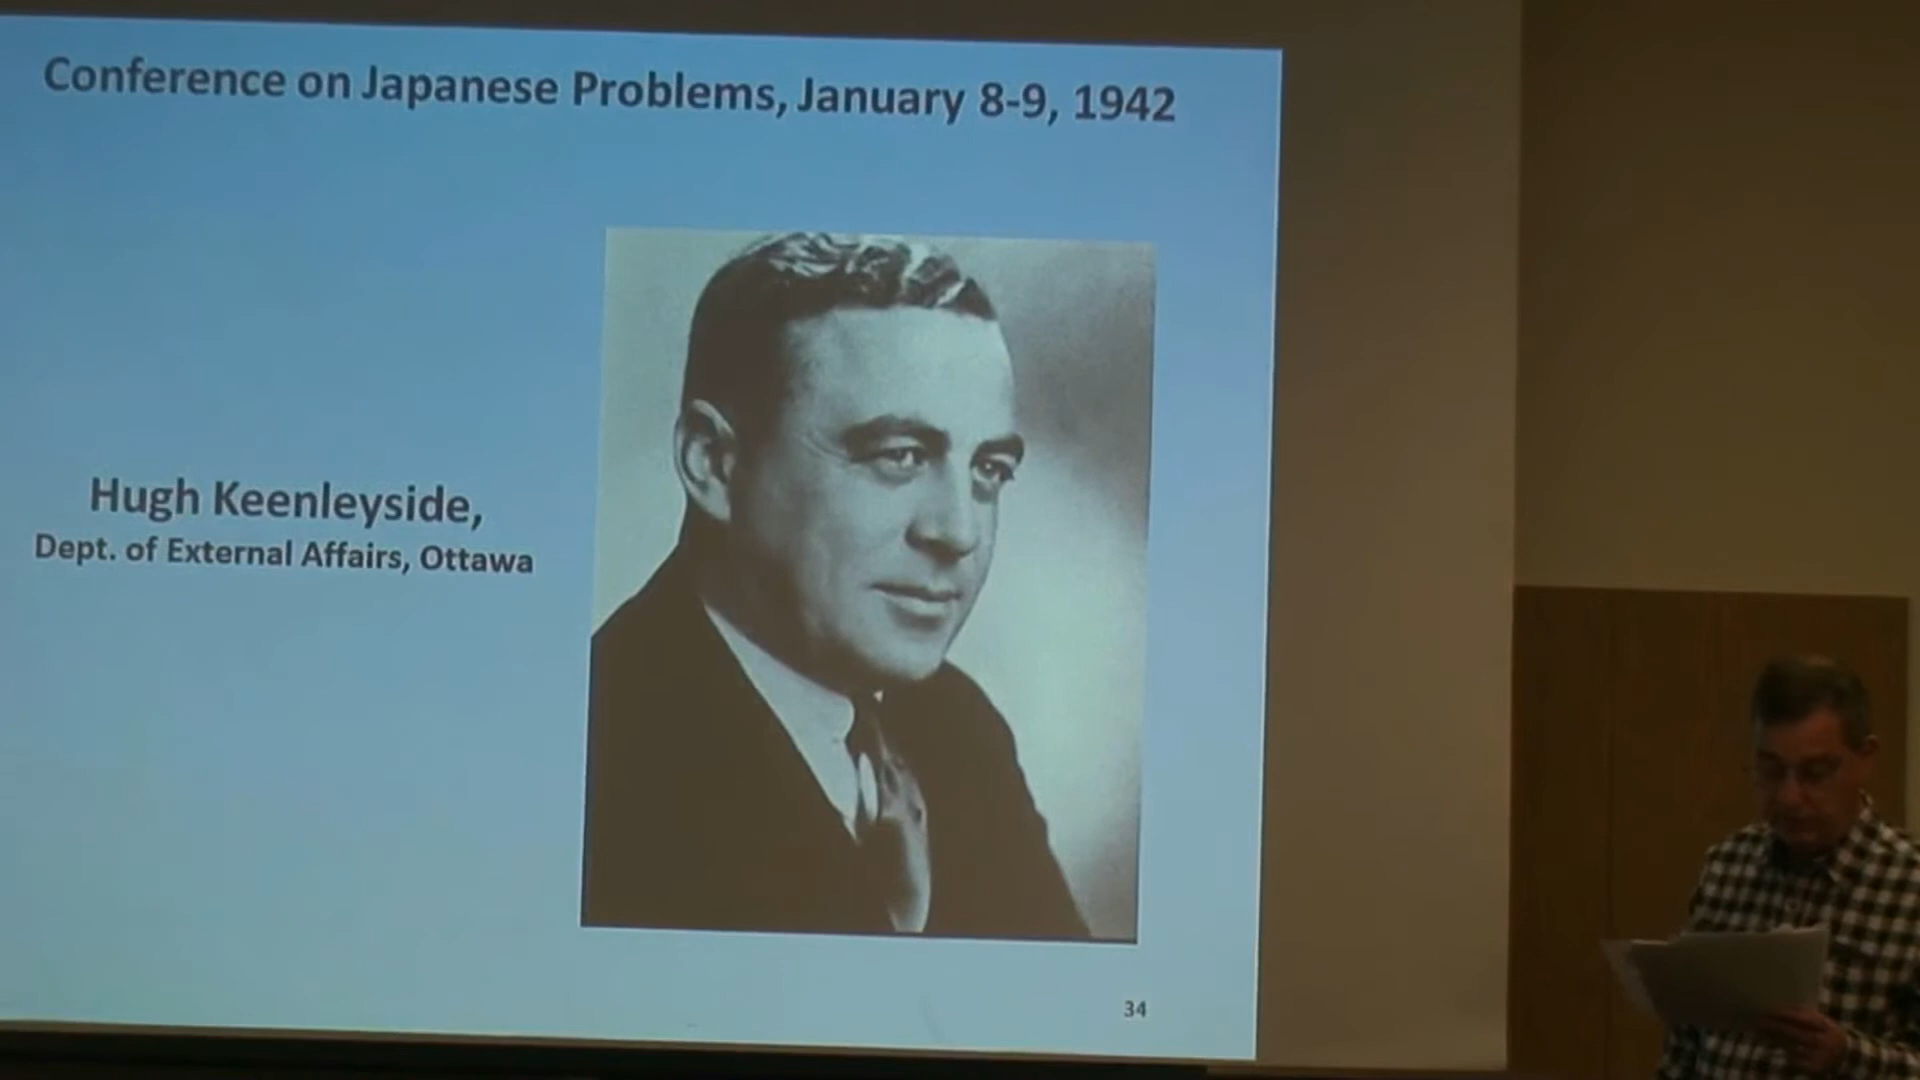 Conference on Japanese Problems, January 8-9, 1942
Hugh Keenleyside,
Dept. of External Affairs, Ottawa
34